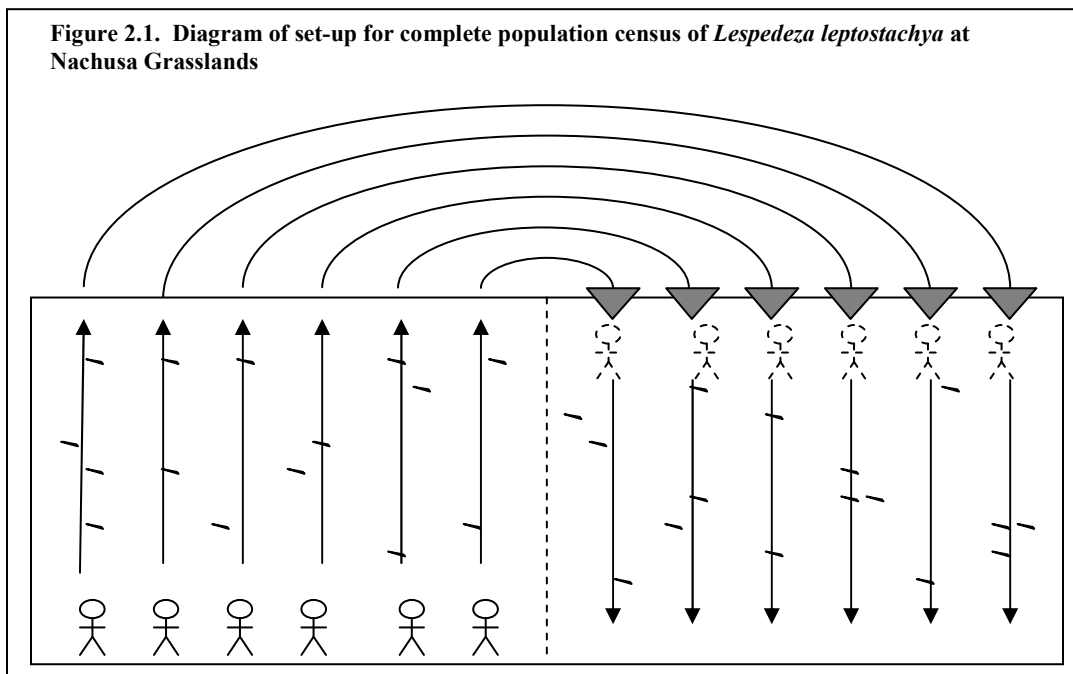 Figure 2.1. Diagram of set-up for complete population census of Lespedeza leptostachya at
Nachusa Grasslands